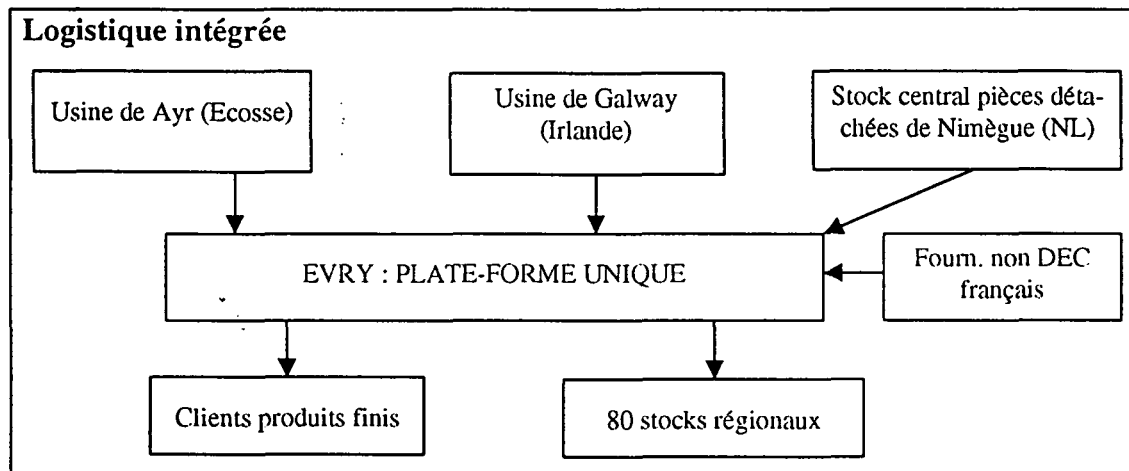 Logistique intégrée
Usine de Ayr (Ecosse)
Usine de Galway
(Irlande)
Stock central pièces déta-
chées de Nimègue (NL)
EVRY : PLATE-FORME UNIQUE
Fourn. non DEC
français
Clients produits finis
80 stocks régionaux